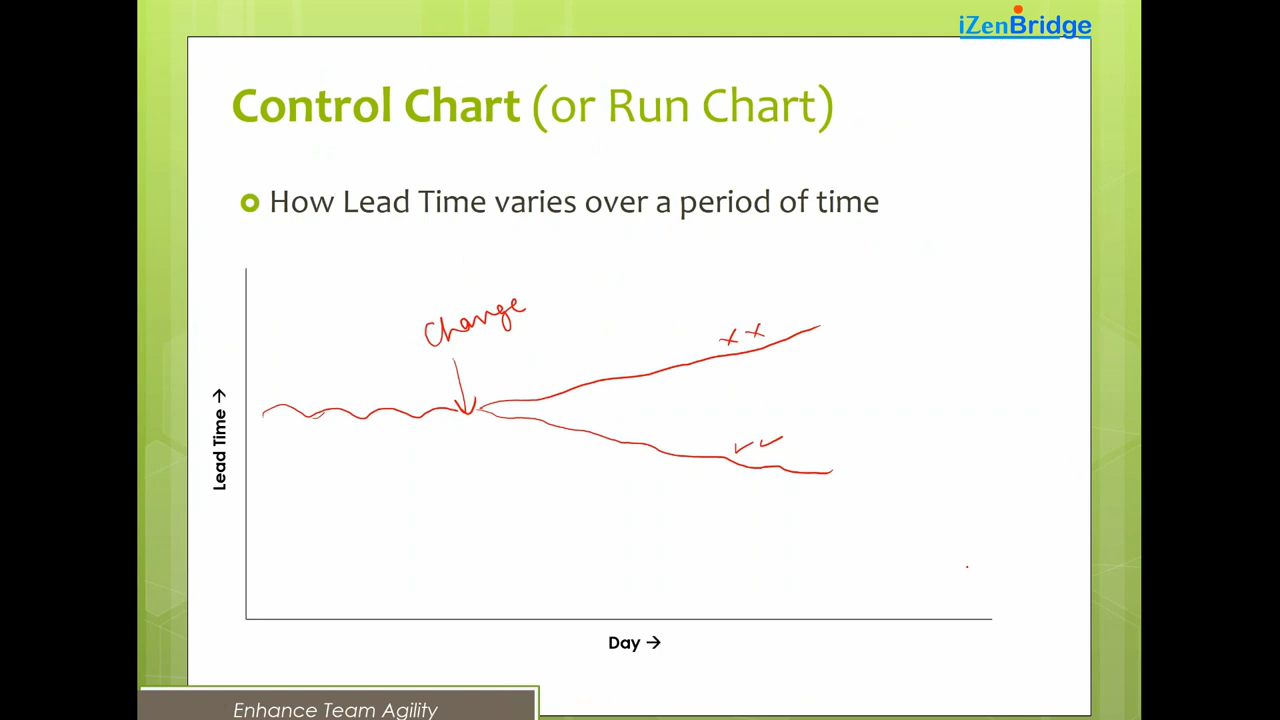 iZenBridge
Control Chart (or Run Chart)
How Lead Time varies over a period of time
Change
Lead Time →
Day →
Enhance Team Agility